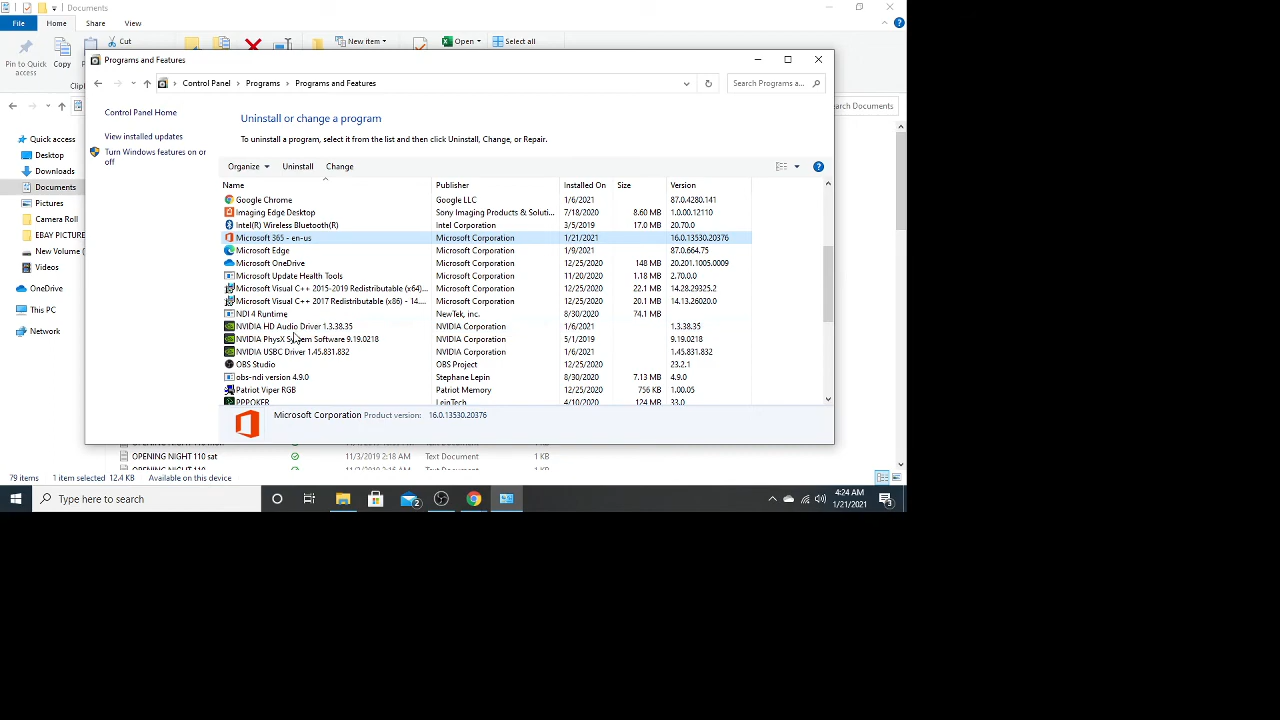 Documents
File Home Share View
Pin to Quick access
Copy
Cut
New item
Open
Select all
Clip
Programs and Features
Control Panel > Programs > Programs and Features
Search Programs a...
arch Documents
Control Panel Home
View installed updates
Turn Windows features on or off
Uninstall or change a program
To uninstall a program, select it from the list and then click Uninstall, Change, or Repair.
Organize Uninstall Change
Name Publisher Installed On Size Version
Google Chrome Google LLC 1/6/2021 87.0.4280.141
Imaging Edge Desktop Sony Imaging Products & Soluti... 7/18/2020 8.60 MB 1.0.00.12110
Intel(R) Wireless Bluetooth(R) Intel Corporation 3/5/2019 17.0 MB 20.70.0
Microsoft 365 - en-us Microsoft Corporation 1/21/2021 16.0.13530.20376
Microsoft Edge Microsoft Corporation 1/9/2021 87.0.664.75
Microsoft OneDrive Microsoft Corporation 12/25/2020 148 MB 20.201.1005.0009
Microsoft Update Health Tools Microsoft Corporation 11/20/2020 1.18 MB 2.70.0.0
Microsoft Visual C++ 2015-2019 Redistributable (x64)... Microsoft Corporation 12/25/2020 22.1 MB 14.28.29325.2
Microsoft Visual C++ 2017 Redistributable (x86) - 14.... Microsoft Corporation 12/25/2020 20.1 MB 14.13.26020.0
NDI 4 Runtime NewTek, inc. 8/30/2020 74.1 MB
NVIDIA HD Audio Driver 1.3.38.35 NVIDIA Corporation 1/6/2021 1.3.38.35
NVIDIA PhysX System Software 9.19.0218 NVIDIA Corporation 5/1/2019 9.19.0218
NVIDIA USBC Driver 1.45.831.832 NVIDIA Corporation 1/6/2021 1.45.831.832
OBS Studio OBS Project 12/25/2020 23.2.1
obs-ndi version 4.9.0 Stephane Lepin 8/30/2020 7.13 MB 4.9.0
Patriot Viper RGB Patriot Memory 12/25/2020 756 KB 1.00.05
PPPOKER LeinTech 4/10/2020 124 MB 33.0
Microsoft Corporation Product version: 16.0.13530.20376
Quick access
Desktop
Downloads
Documents
Pictures
Camera Roll
EBAY PICTURE
New Volume (
Videos
OneDrive
This PC
Network
OPENING NIGHT 110 sat 11/3/2019 2:18 AM Text Document 1 KB
79 items 1 item selected 12.4 KB Available on this device
Type here to search
2
4:24 AM
1/21/2021
3